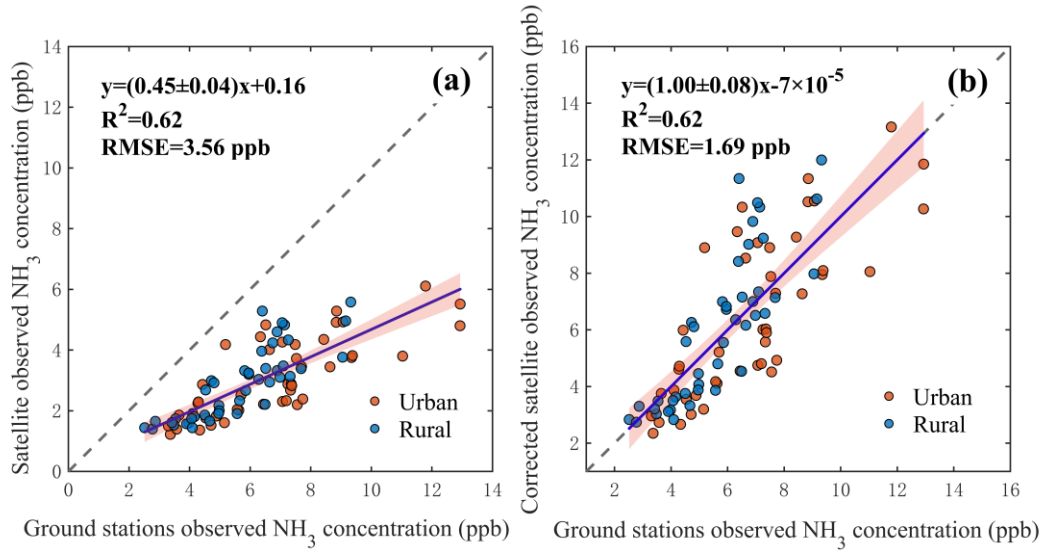 (a)
y=(0.45±0.04)x+0.16
R²=0.62
RMSE=3.56 ppb
Satellite observed NH₃ concentration (ppb)
14
12
10
8
6
4
2
0
Urban
Rural
0 2 4 6 8 10 12 14
Ground stations observed NH₃ concentration (ppb)
(b)
y=(1.00±0.08)x-7×10⁻⁵
R²=0.62
RMSE=1.69 ppb
Corrected satellite observed NH₃ concentration (ppb)
16
14
12
10
8
6
4
2
Urban
Rural
2 4 6 8 10 12 14 16
Ground stations observed NH₃ concentration (ppb)